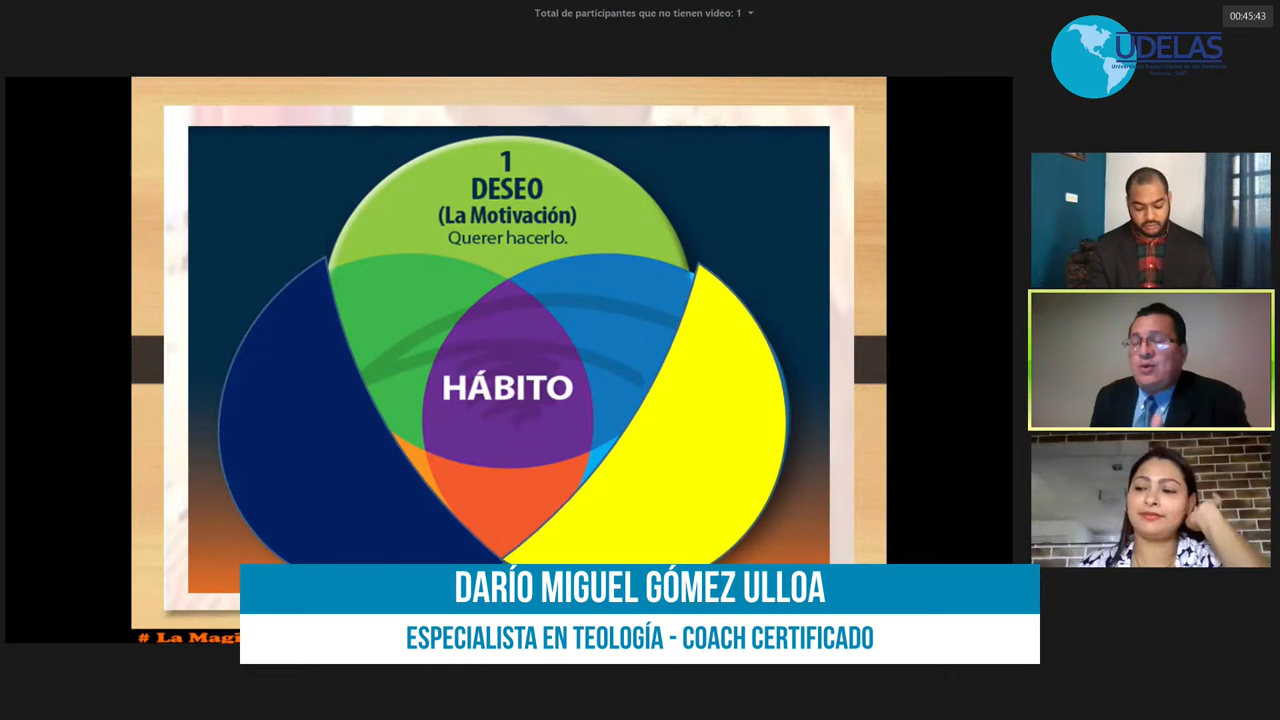 Total de participantes que no tienen video: 1
00:45:43
UDELAS
1
DESEO
(La Motivación)
Querer hacerlo.
HÁBITO
DARÍO MIGUEL GÓMEZ ULLOA
ESPECIALISTA EN TEOLOGÍA - COACH CERTIFICADO
# La Magi